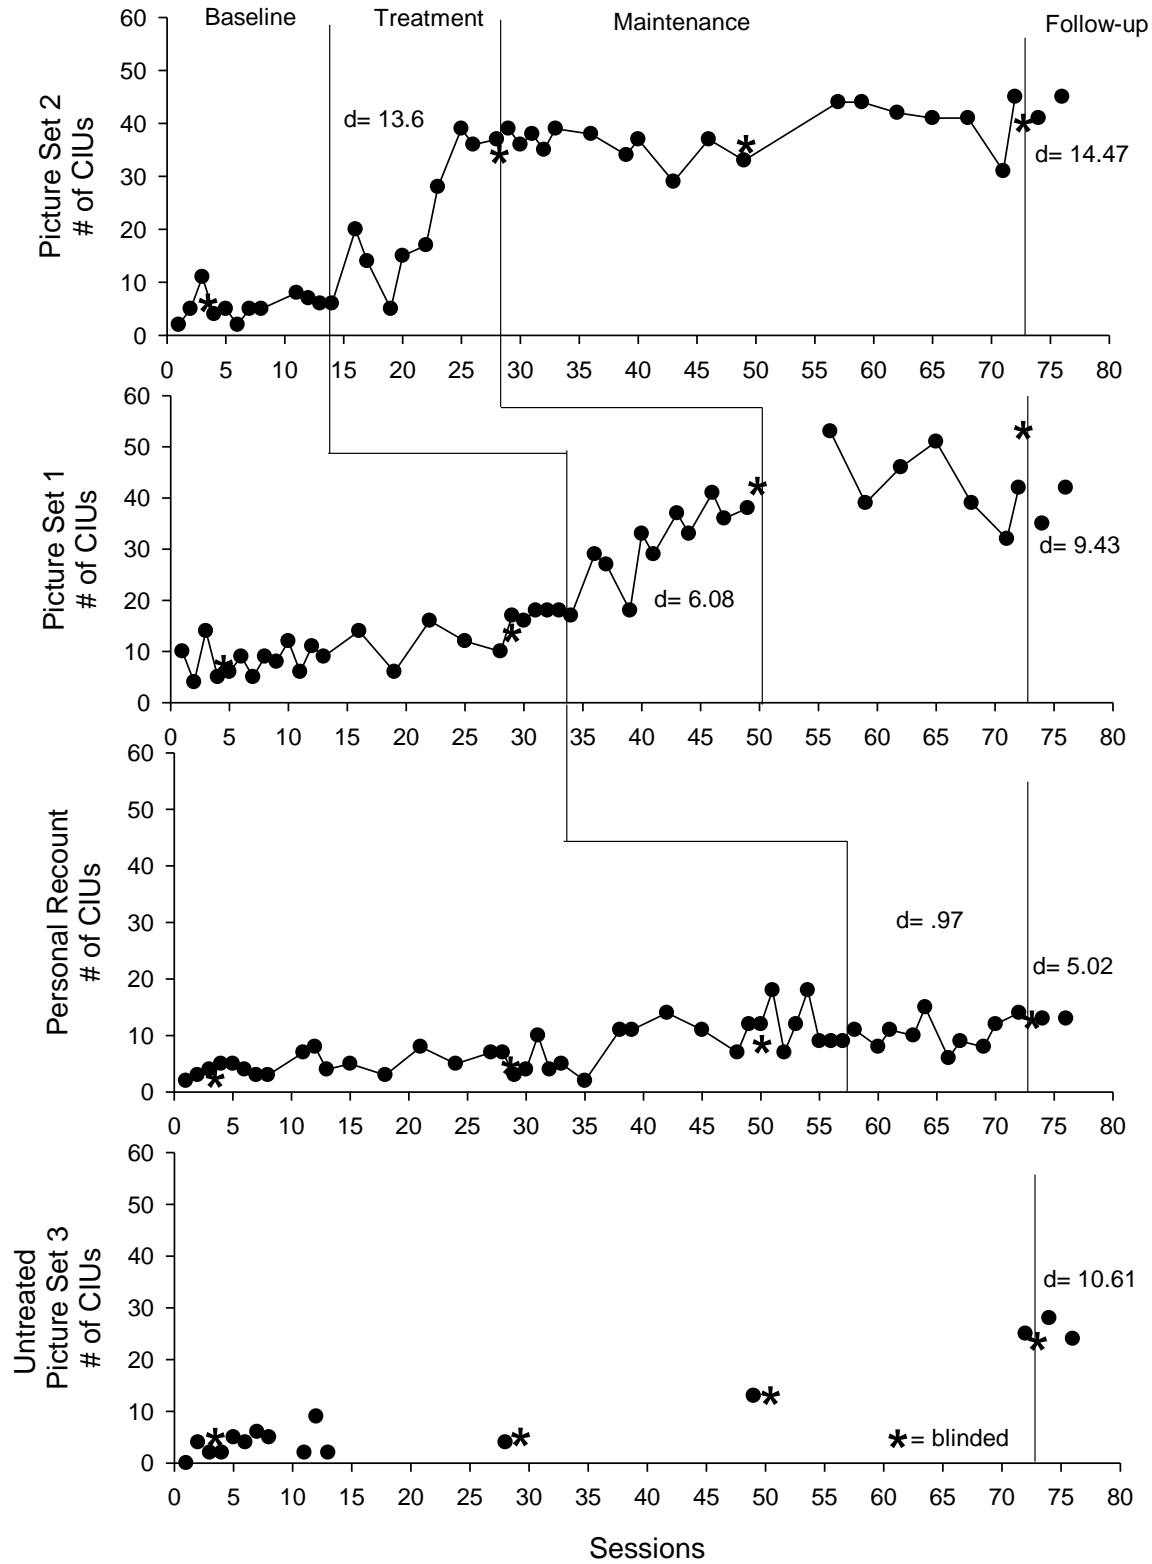 Baseline Treatment Maintenance Follow-up
Picture Set 2
# of CIUs
60
50
40
30
20
10
0
d= 13.6
d= 14.47
0 5 10 15 20 25 30 35 40 45 50 55 60 65 70 75 80
Picture Set 1
# of CIUs
60
50
40
30
20
10
0
d= 6.08
d= 9.43
0 5 10 15 20 25 30 35 40 45 50 55 60 65 70 75 80
Personal Recount
# of CIUs
60
50
40
30
20
10
0
d= .97
d= 5.02
0 5 10 15 20 25 30 35 40 45 50 55 60 65 70 75 80
Untreated
Picture Set 3
# of CIUs
60
50
40
30
20
10
0
d= 10.61
*= blinded
0 5 10 15 20 25 30 35 40 45 50 55 60 65 70 75 80
Sessions